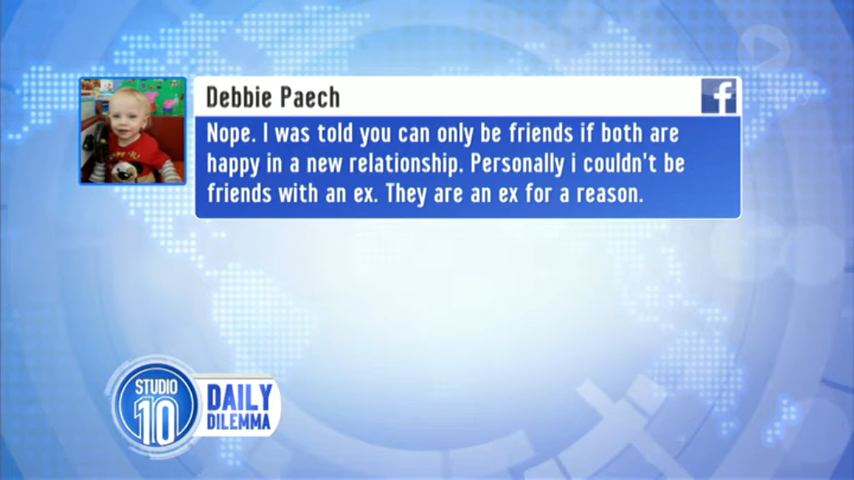 Debbie Paech
f
Nope. I was told you can only be friends if both are
happy in a new relationship. Personally i couldn't be
friends with an ex. They are an ex for a reason.
STUDIO
10
DAILY
DILEMMA